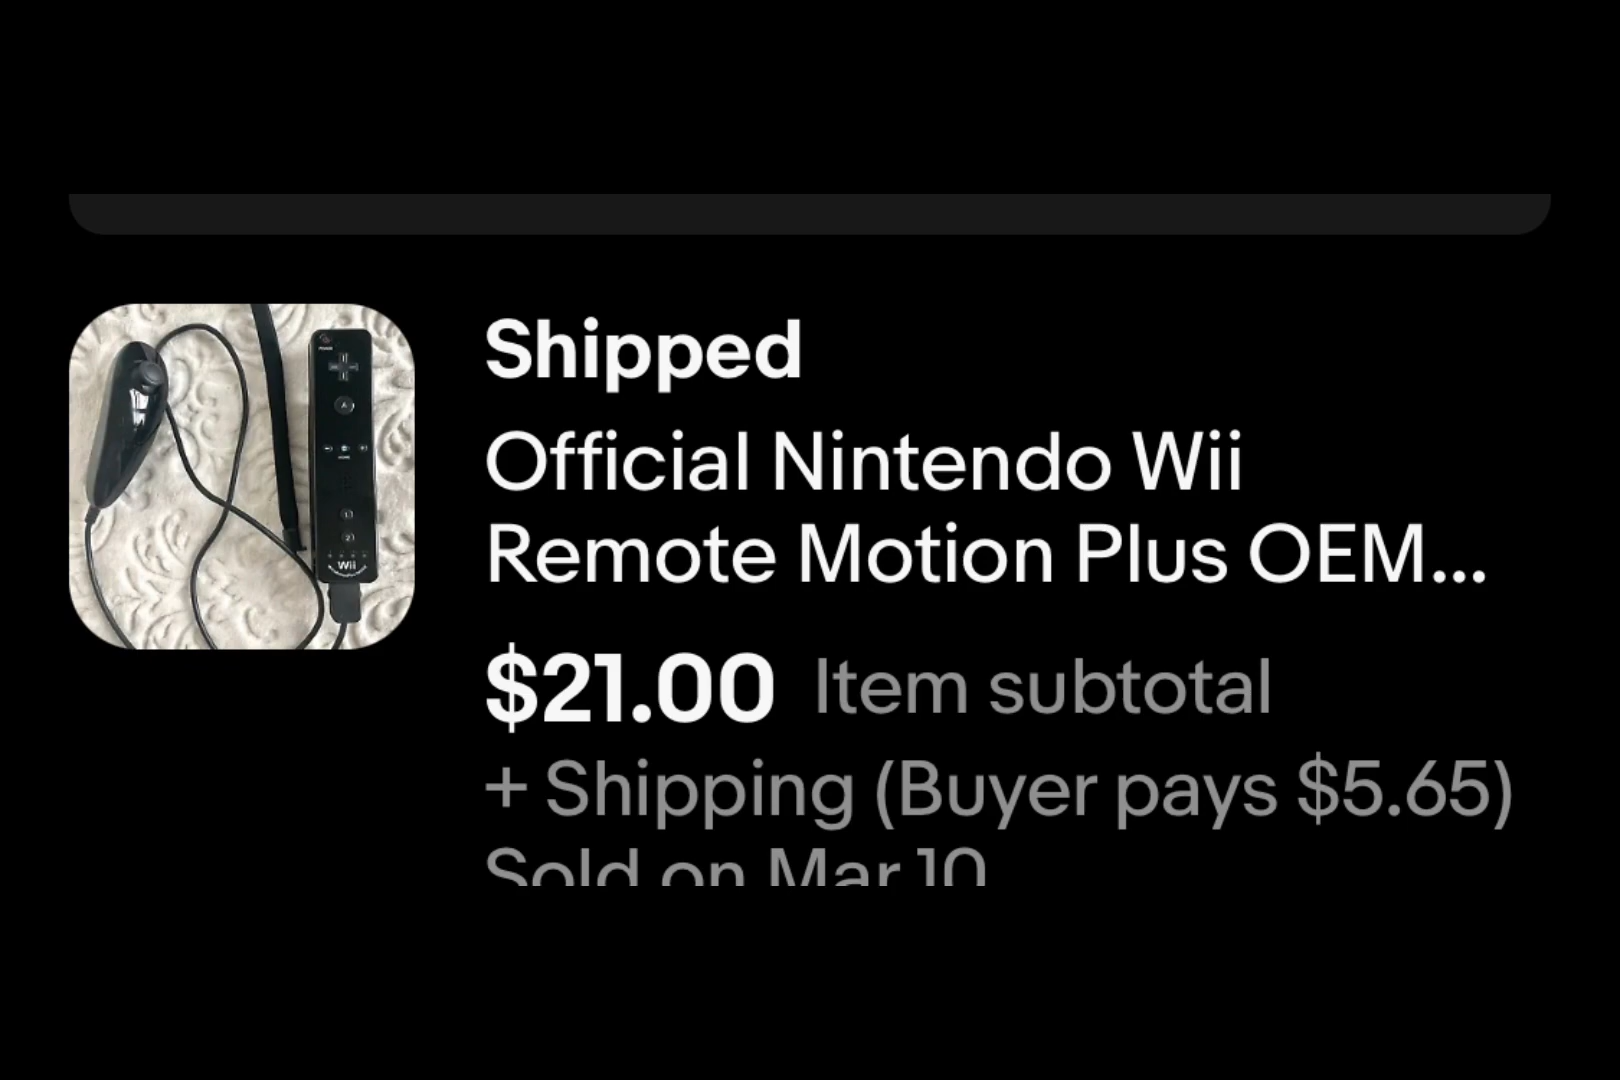 Shipped
Official Nintendo Wii
Remote Motion Plus OEM...
$21.00 Item subtotal
+ Shipping (Buyer pays $5.65)
Sold on Mar 10
Wii